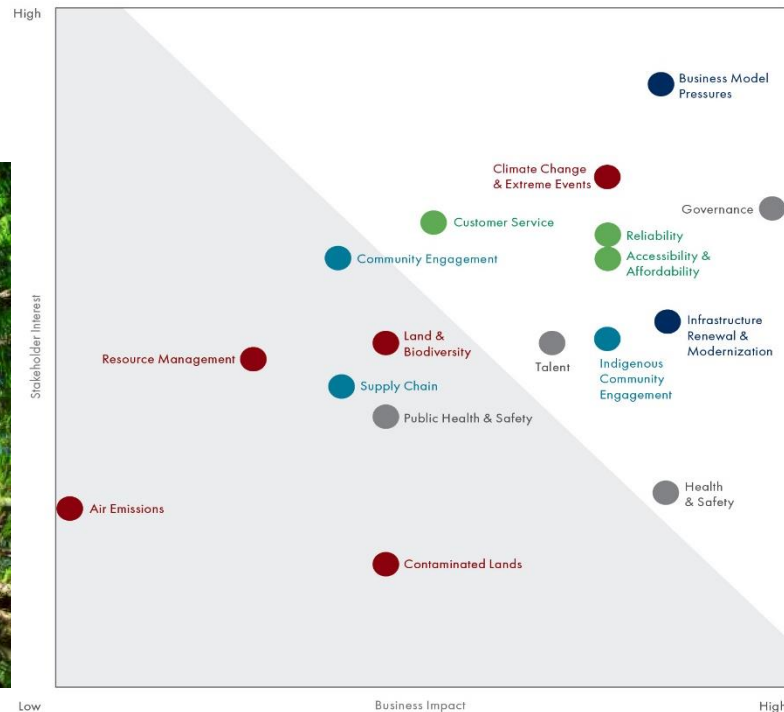 High
Business Model
Pressures
Climate Change
& Extreme Events
Governance
Customer Service
Reliability
Accessibility &
Affordability
Community Engagement
Infrastructure
Renewal &
Modernization
Land &
Biodiversity
Talent
Indigenous
Community
Engagement
Resource Management
Supply Chain
Public Health & Safety
Stakeholder Interest
Health
& Safety
Air Emissions
Contaminated Lands
Low
Business Impact
High